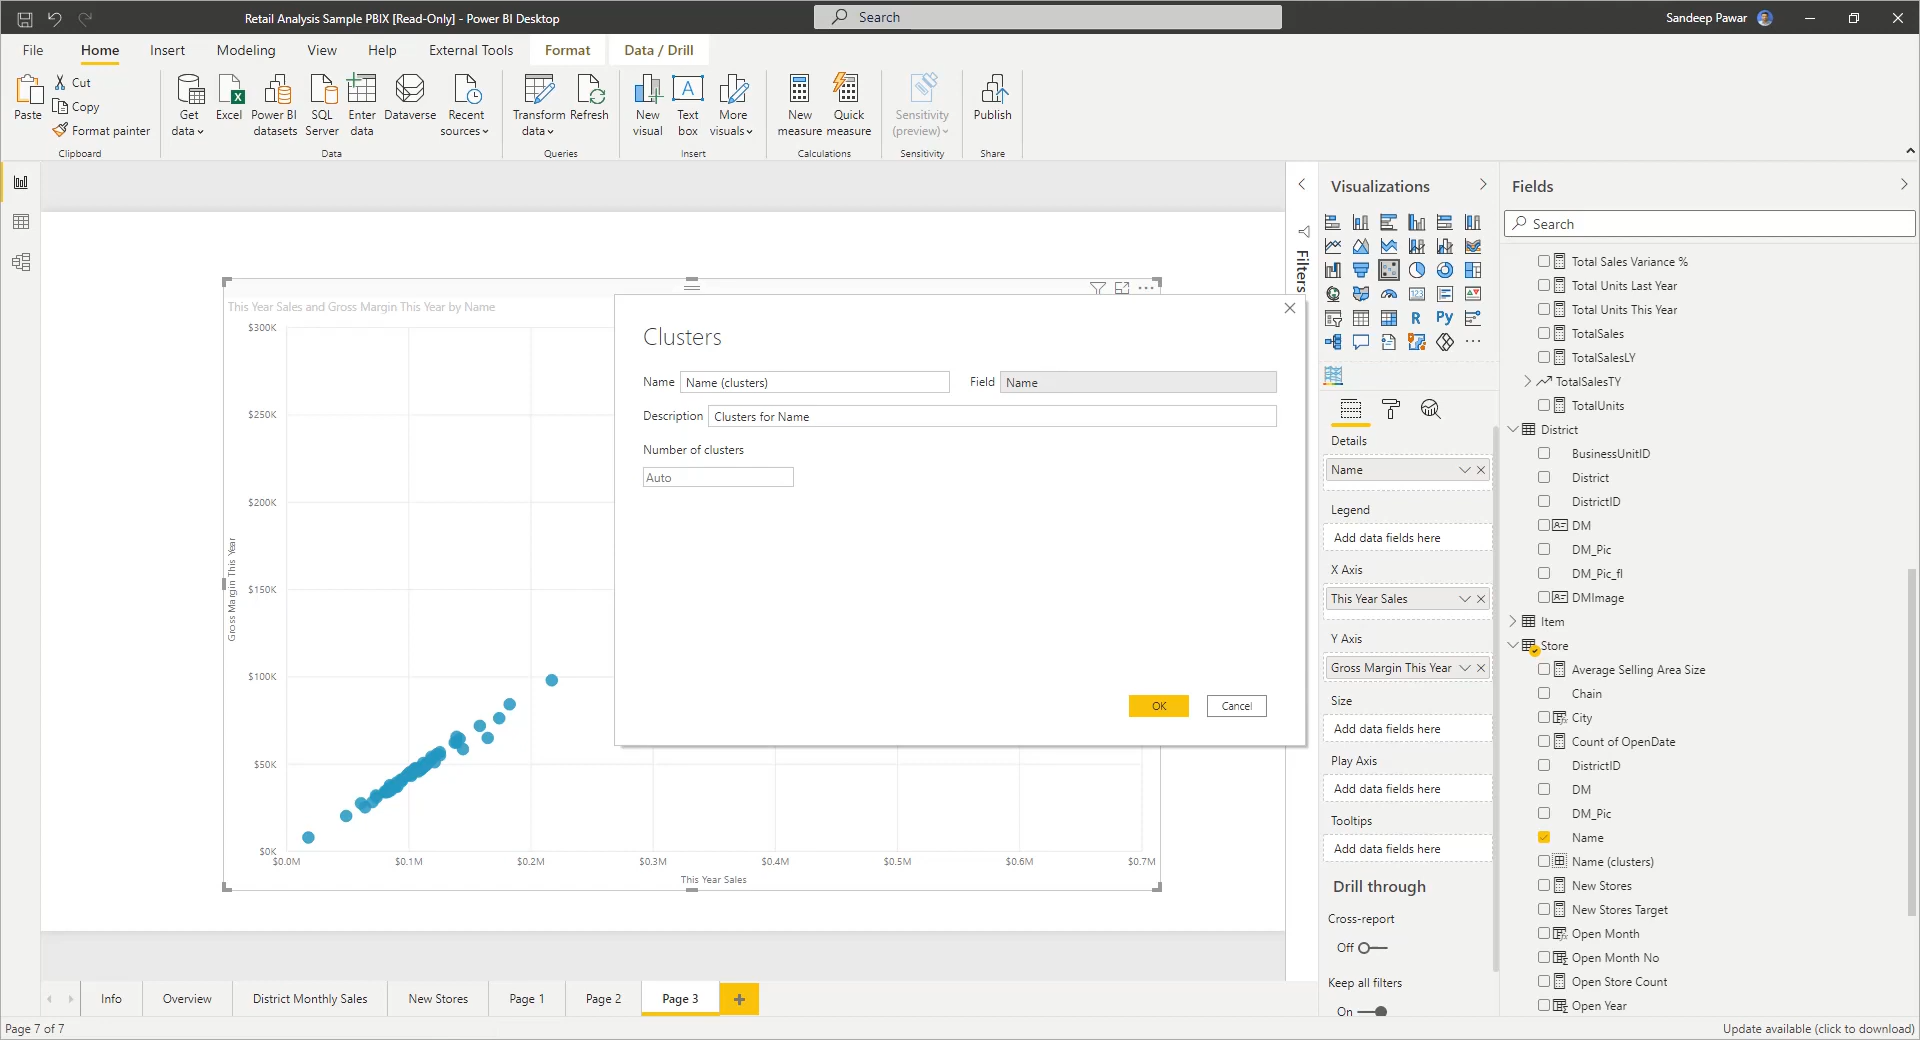 Retail Analysis Sample PBIX [Read-Only] - Power BI Desktop
Search
Sandeep Pawar
File
Home
Insert
Modeling
View
Help
External Tools
Format
Data / Drill
Paste
Cut
Copy
Format painter
Clipboard
Get data
Excel
Power BI datasets
SQL Server
Enter data
Dataverse
Recent sources
Data
Transform data
Refresh
Queries
New visual
Text box
More visuals
Insert
New measure
Quick measure
Calculations
Sensitivity (preview)
Sensitivity
Publish
Share
This Year Sales and Gross Margin This Year by Name
$300K
$250K
$200K
$150K
$100K
$50K
$0K
Gross Margin This Year
$0.0M
$0.1M
$0.2M
$0.3M
$0.4M
$0.5M
$0.6M
$0.7M
This Year Sales
Clusters
Name
Name (clusters)
Field
Name
Description
Clusters for Name
Number of clusters
Auto
OK
Cancel
Filters
Visualizations
R
Py
123
Details
Name
Legend
Add data fields here
X Axis
This Year Sales
Y Axis
Gross Margin This Year
Size
Add data fields here
Play Axis
Add data fields here
Tooltips
Add data fields here
Drill through
Cross-report
Off
Keep all filters
On
Fields
Search
Total Sales Variance %
Total Units Last Year
Total Units This Year
TotalSales
TotalSalesLY
TotalSalesTY
TotalUnits
District
BusinessUnitID
District
DistrictID
DM
DM_Pic
DM_Pic_fl
DMImage
Item
Store
Average Selling Area Size
Chain
City
Count of OpenDate
DistrictID
DM
DM_Pic
Name
Name (clusters)
New Stores
New Stores Target
Open Month
Open Month No
Open Store Count
Open Year
Info
Overview
District Monthly Sales
New Stores
Page 1
Page 2
Page 3
Page 7 of 7
Update available (click to download)